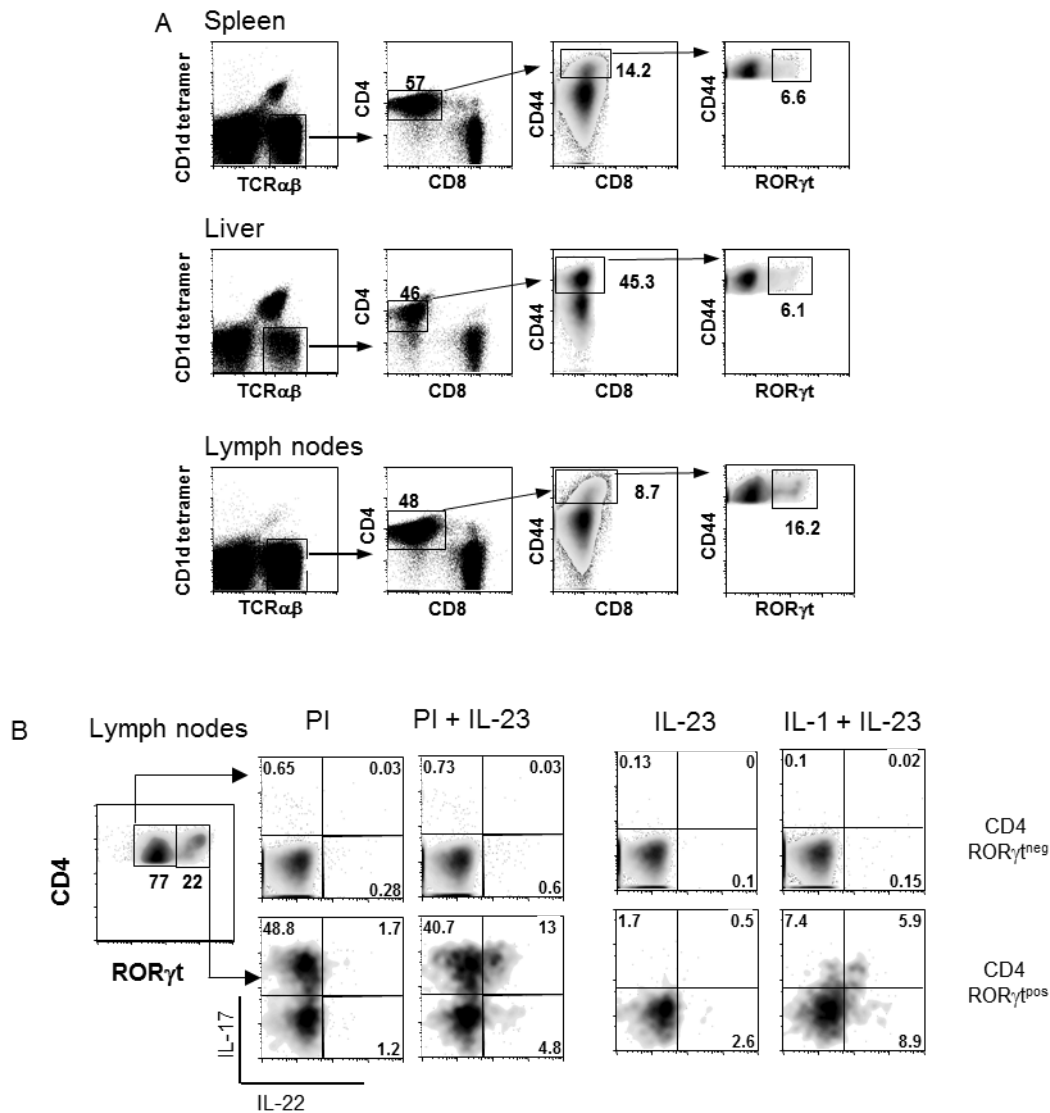 A Spleen
CD1d tetramer
TCRαβ
CD4
57
CD8
CD44
14.2
CD8
CD44
6.6
RORγt
Liver
CD1d tetramer
TCRαβ
CD4
46
CD8
CD44
45.3
CD8
CD44
6.1
RORγt
Lymph nodes
CD1d tetramer
TCRαβ
CD4
48
CD8
CD44
8.7
CD8
CD44
16.2
RORγt
B Lymph nodes PI PI + IL-23 IL-23 IL-1 + IL-23
CD4
77 22
RORγt
0.65 0.03 0.73 0.03 0.13 0 0.1 0.02
0.28 0.6 0.1 0.15
CD4
RORγtneg
48.8 1.7 40.7 13 1.7 0.5 7.4 5.9
1.2 4.8 2.6 8.9
CD4
RORγtpos
IL-17
IL-22